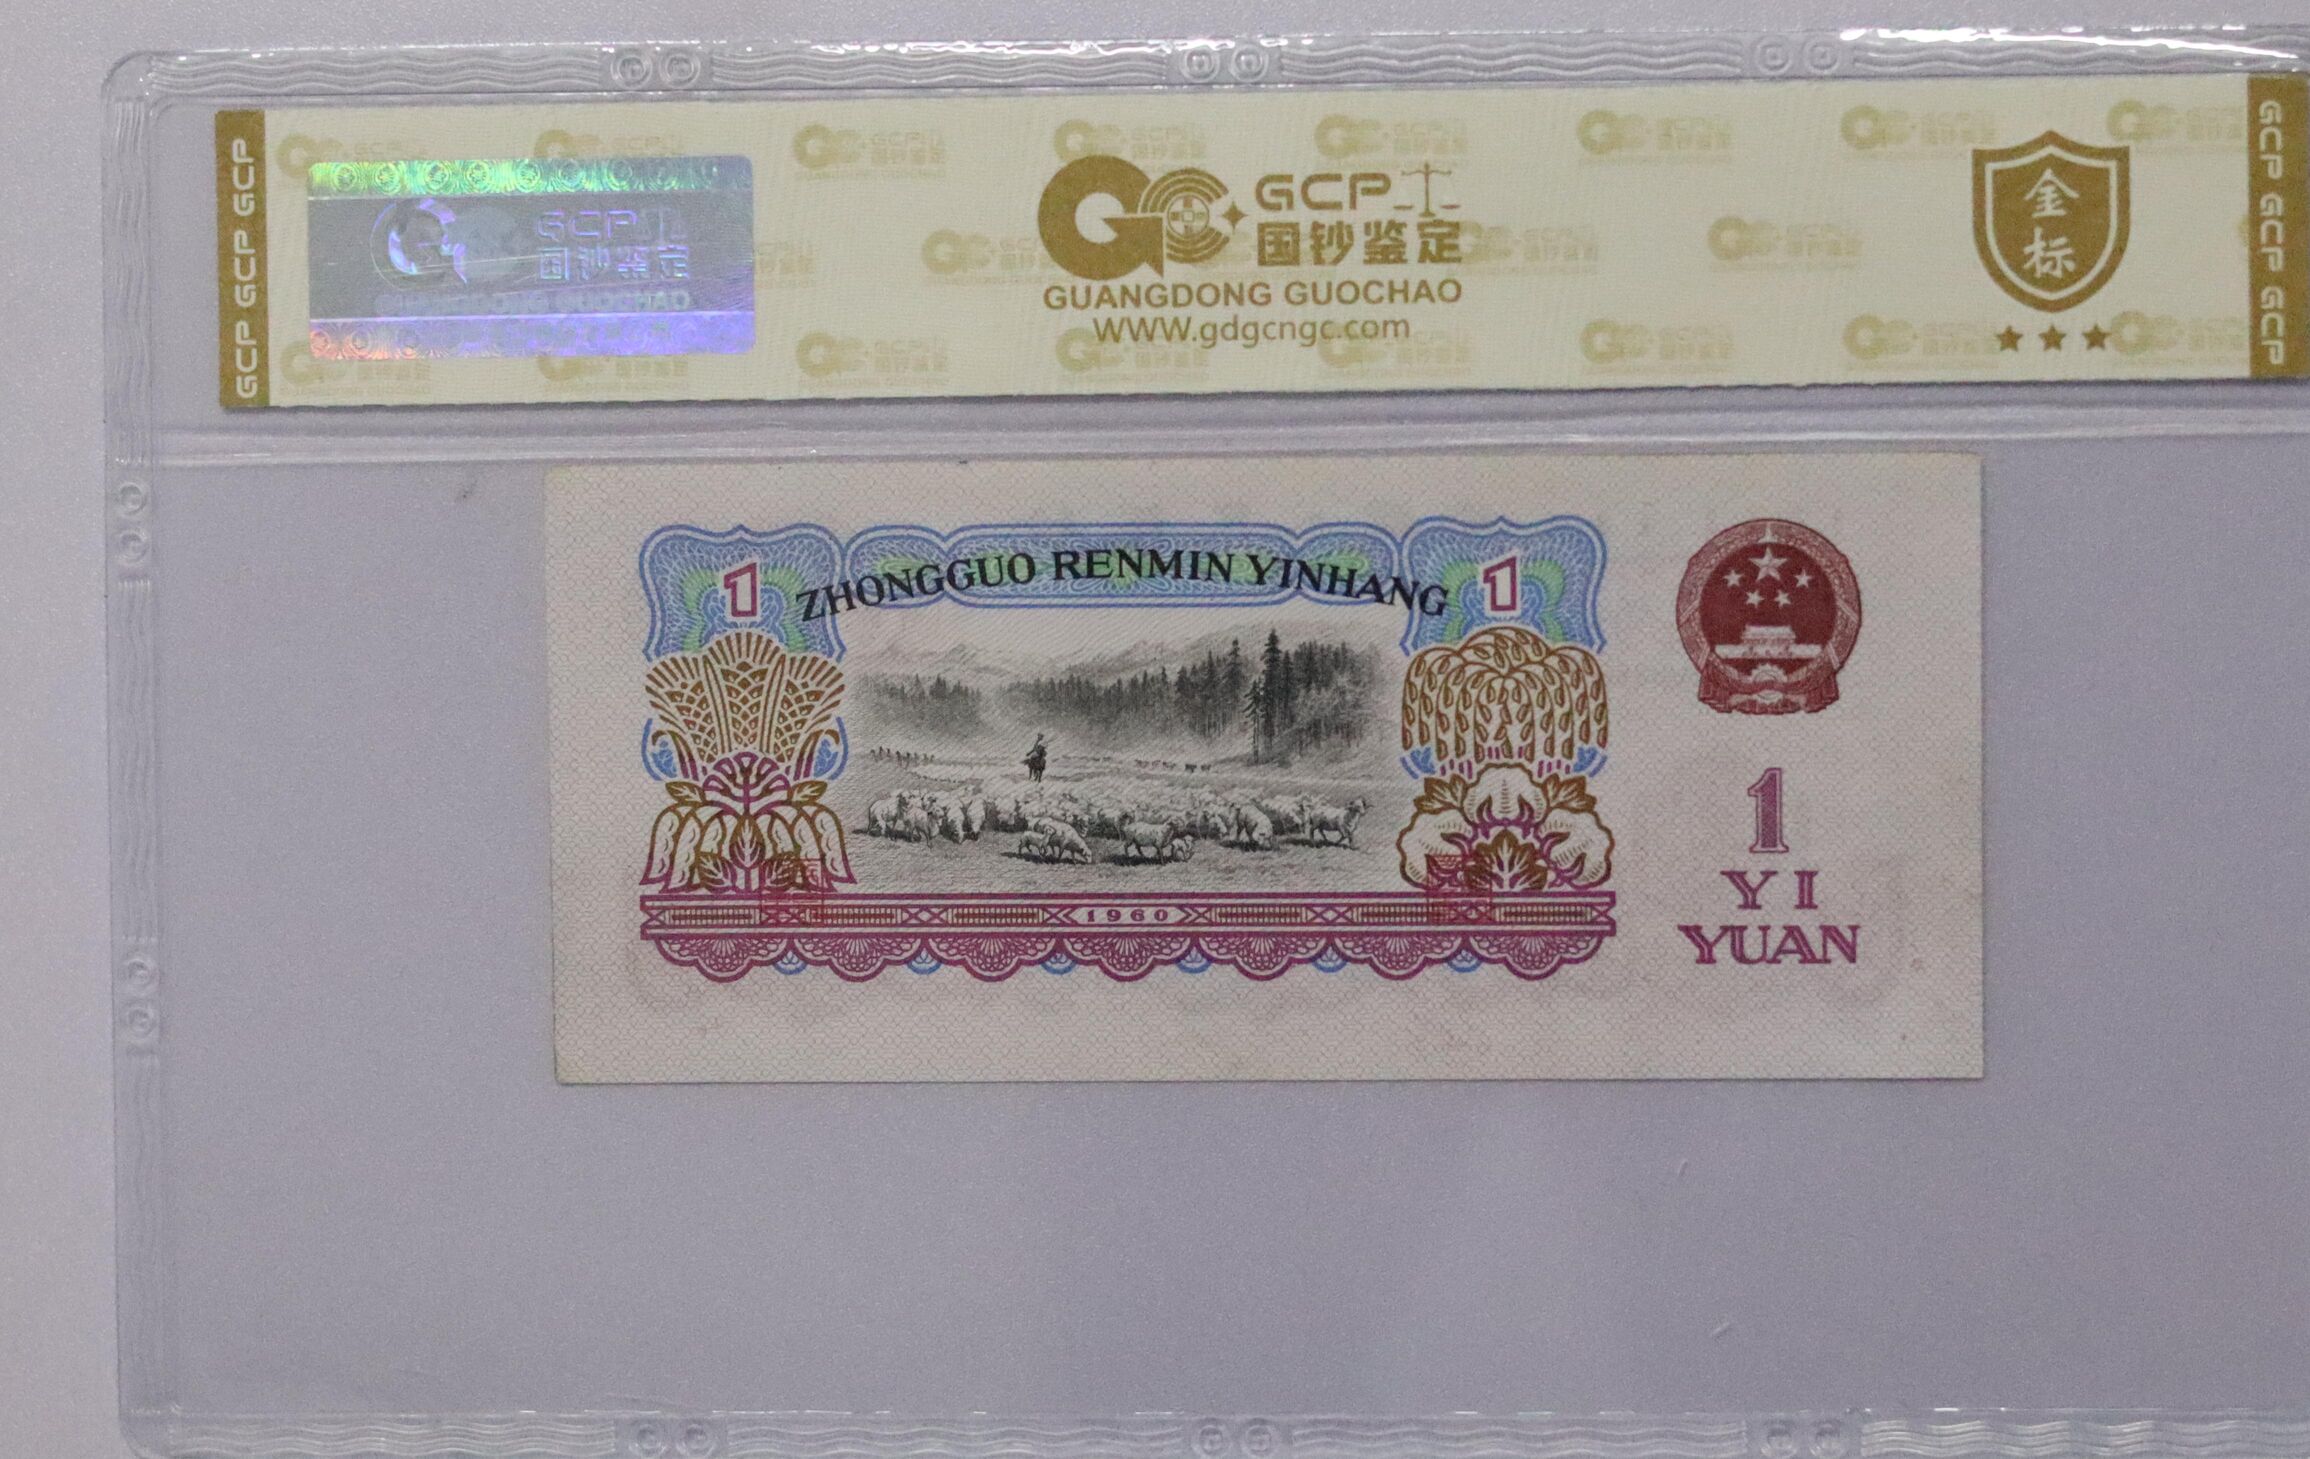 GCP GCP GCP
GCP
国钞鉴定
GUANGDONG GUOCHAO
GCP
国钞鉴定
GUANGDONG GUOCHAO
WWW.gdgcngc.com
金
标
GCP GCP GCP
1
ZHONGGUO RENMIN YINHANG
1
1
YI
YUAN
1960